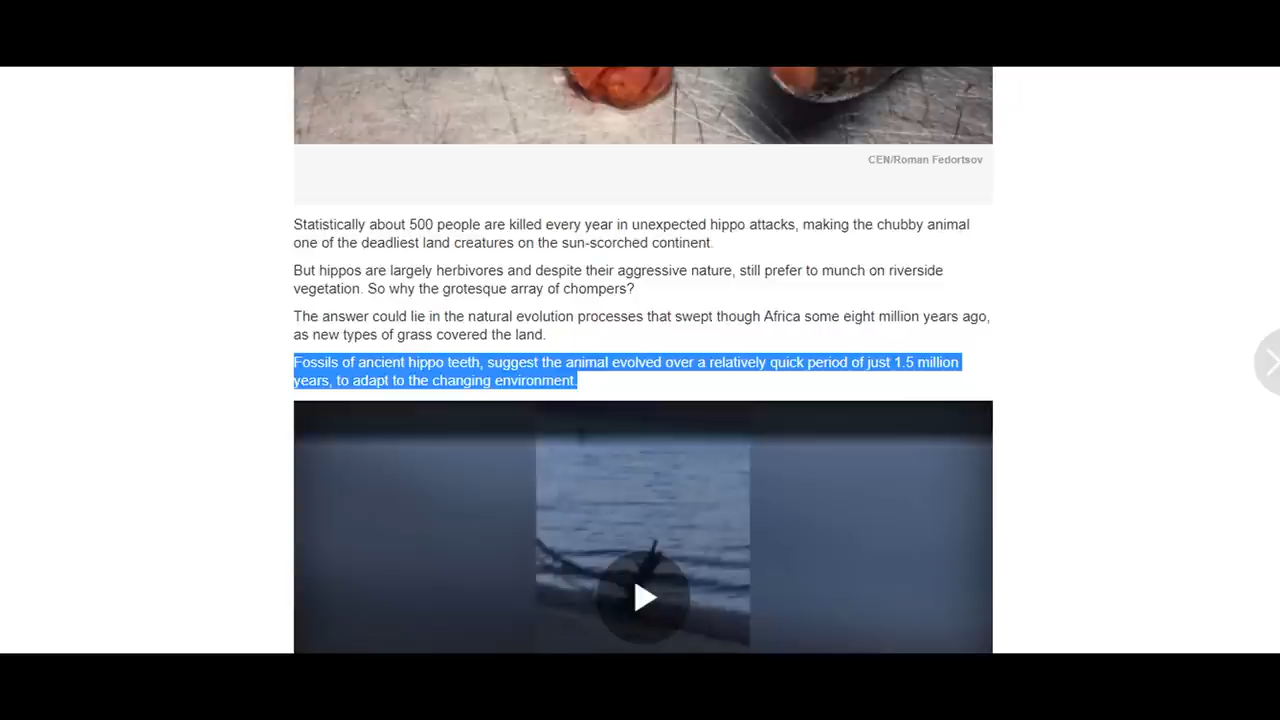 CEN/Roman Fedortsov
Statistically about 500 people are killed every year in unexpected hippo attacks, making the chubby animal
one of the deadliest land creatures on the sun-scorched continent.
But hippos are largely herbivores and despite their aggressive nature, still prefer to munch on riverside
vegetation. So why the grotesque array of chompers?
The answer could lie in the natural evolution processes that swept though Africa some eight million years ago,
as new types of grass covered the land.
Fossils of ancient hippo teeth, suggest the animal evolved over a relatively quick period of just 1.5 million
years, to adapt to the changing environment.